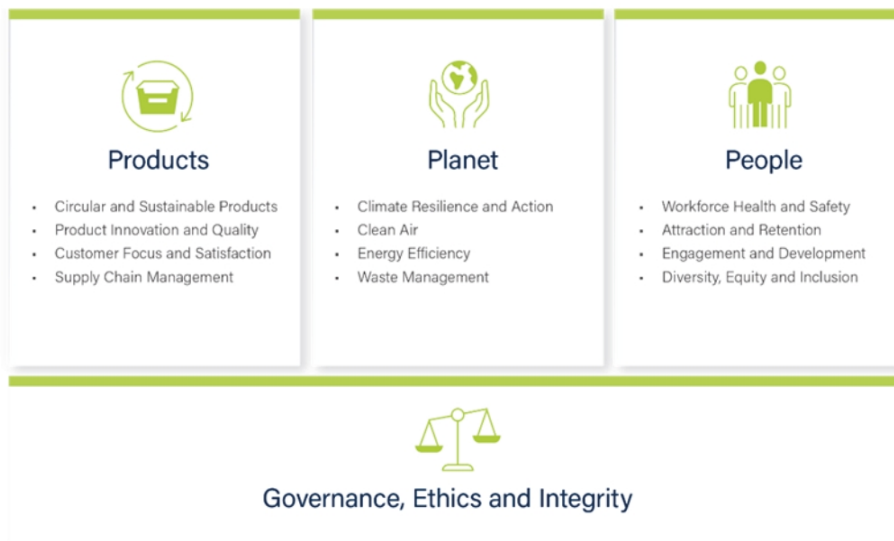 Products
Circular and Sustainable Products
Product Innovation and Quality
Customer Focus and Satisfaction
Supply Chain Management
Planet
Climate Resilience and Action
Clean Air
Energy Efficiency
Waste Management
People
Workforce Health and Safety
Attraction and Retention
Engagement and Development
Diversity, Equity and Inclusion
Governance, Ethics and Integrity